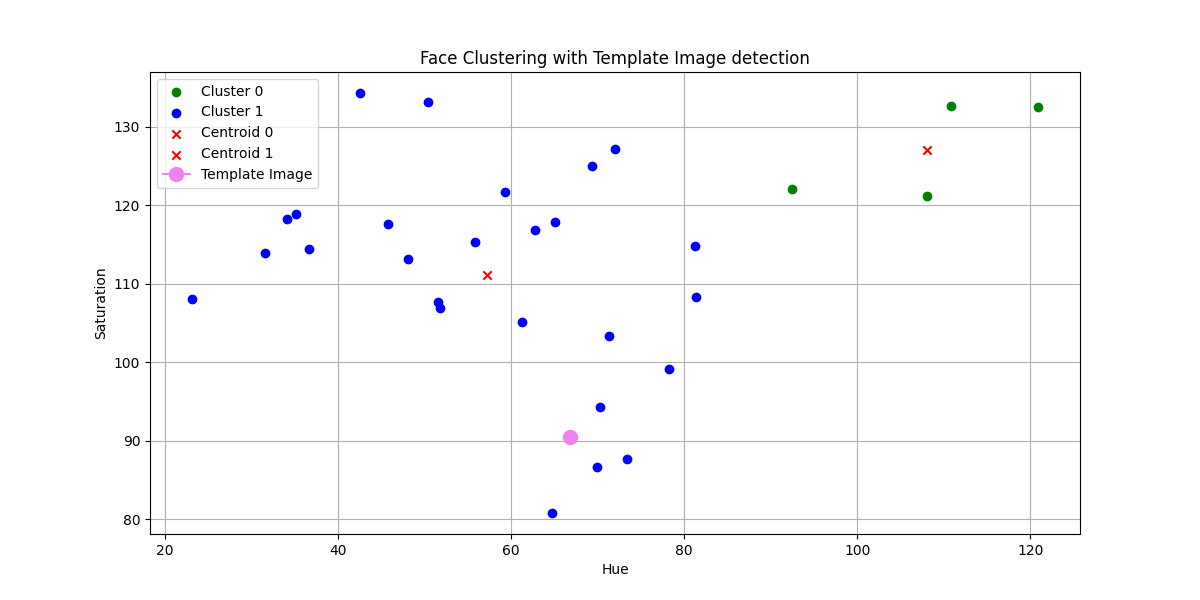 Face Clustering with Template Image detection
Cluster 0
Cluster 1
Centroid 0
Centroid 1
Template Image
Saturation
130
120
110
100
90
80
20 40 60 80 100 120
Hue